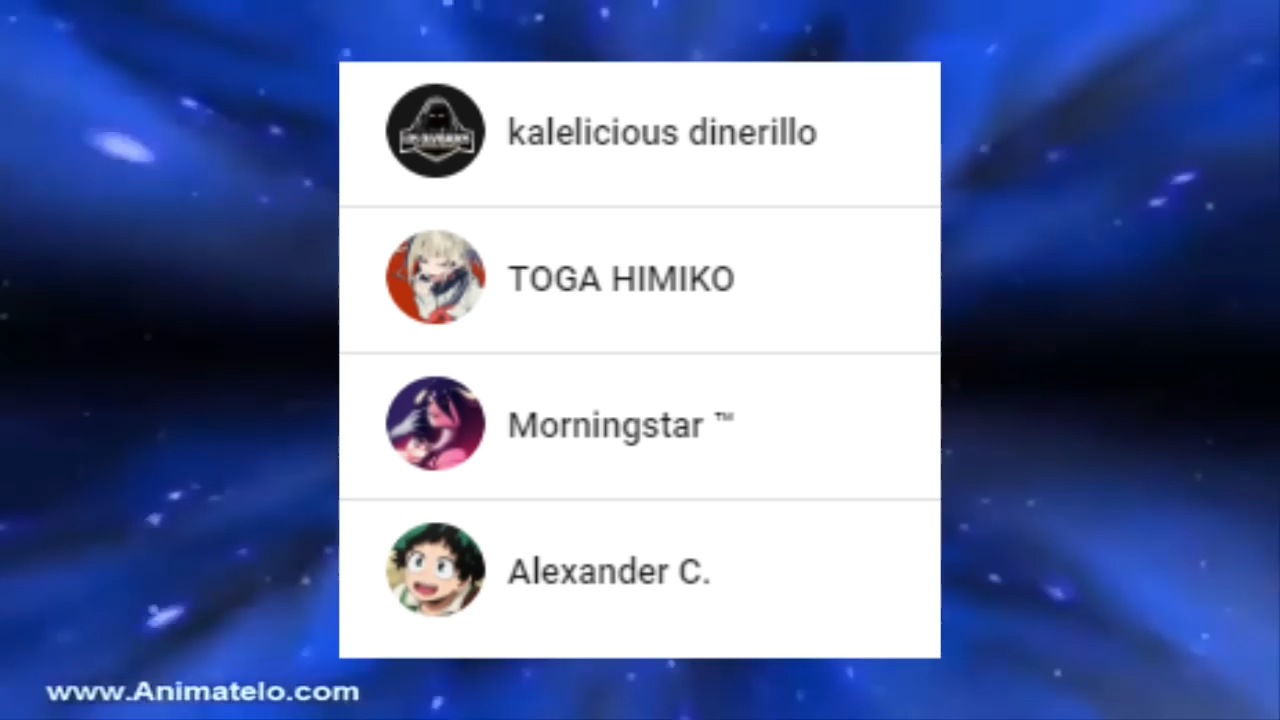 kalelicious dinerillo
TOGA HIMIKO
Morningstar ™
Alexander C.
www.Animatelo.com